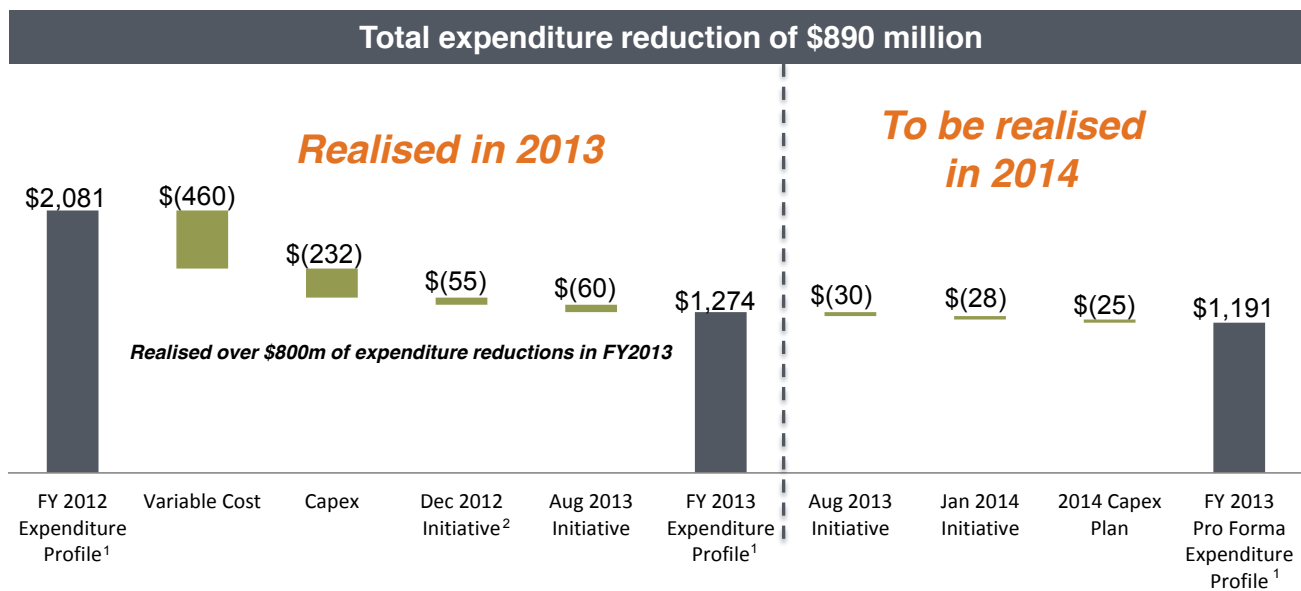 Total expenditure reduction of $890 million
Realised in 2013
To be realised
in 2014
$2,081
$(460)
$(232)
$(55)
$(60)
$1,274
$(30)
$(28)
$(25)
$1,191
Realised over $800m of expenditure reductions in FY2013
FY 2012
Expenditure
Profile¹
Variable Cost
Capex
Dec 2012
Initiative²
Aug 2013
Initiative
FY 2013
Expenditure
Profile¹
Aug 2013
Initiative
Jan 2014
Initiative
2014 Capex
Plan
FY 2013
Pro Forma
Expenditure
Profile ¹